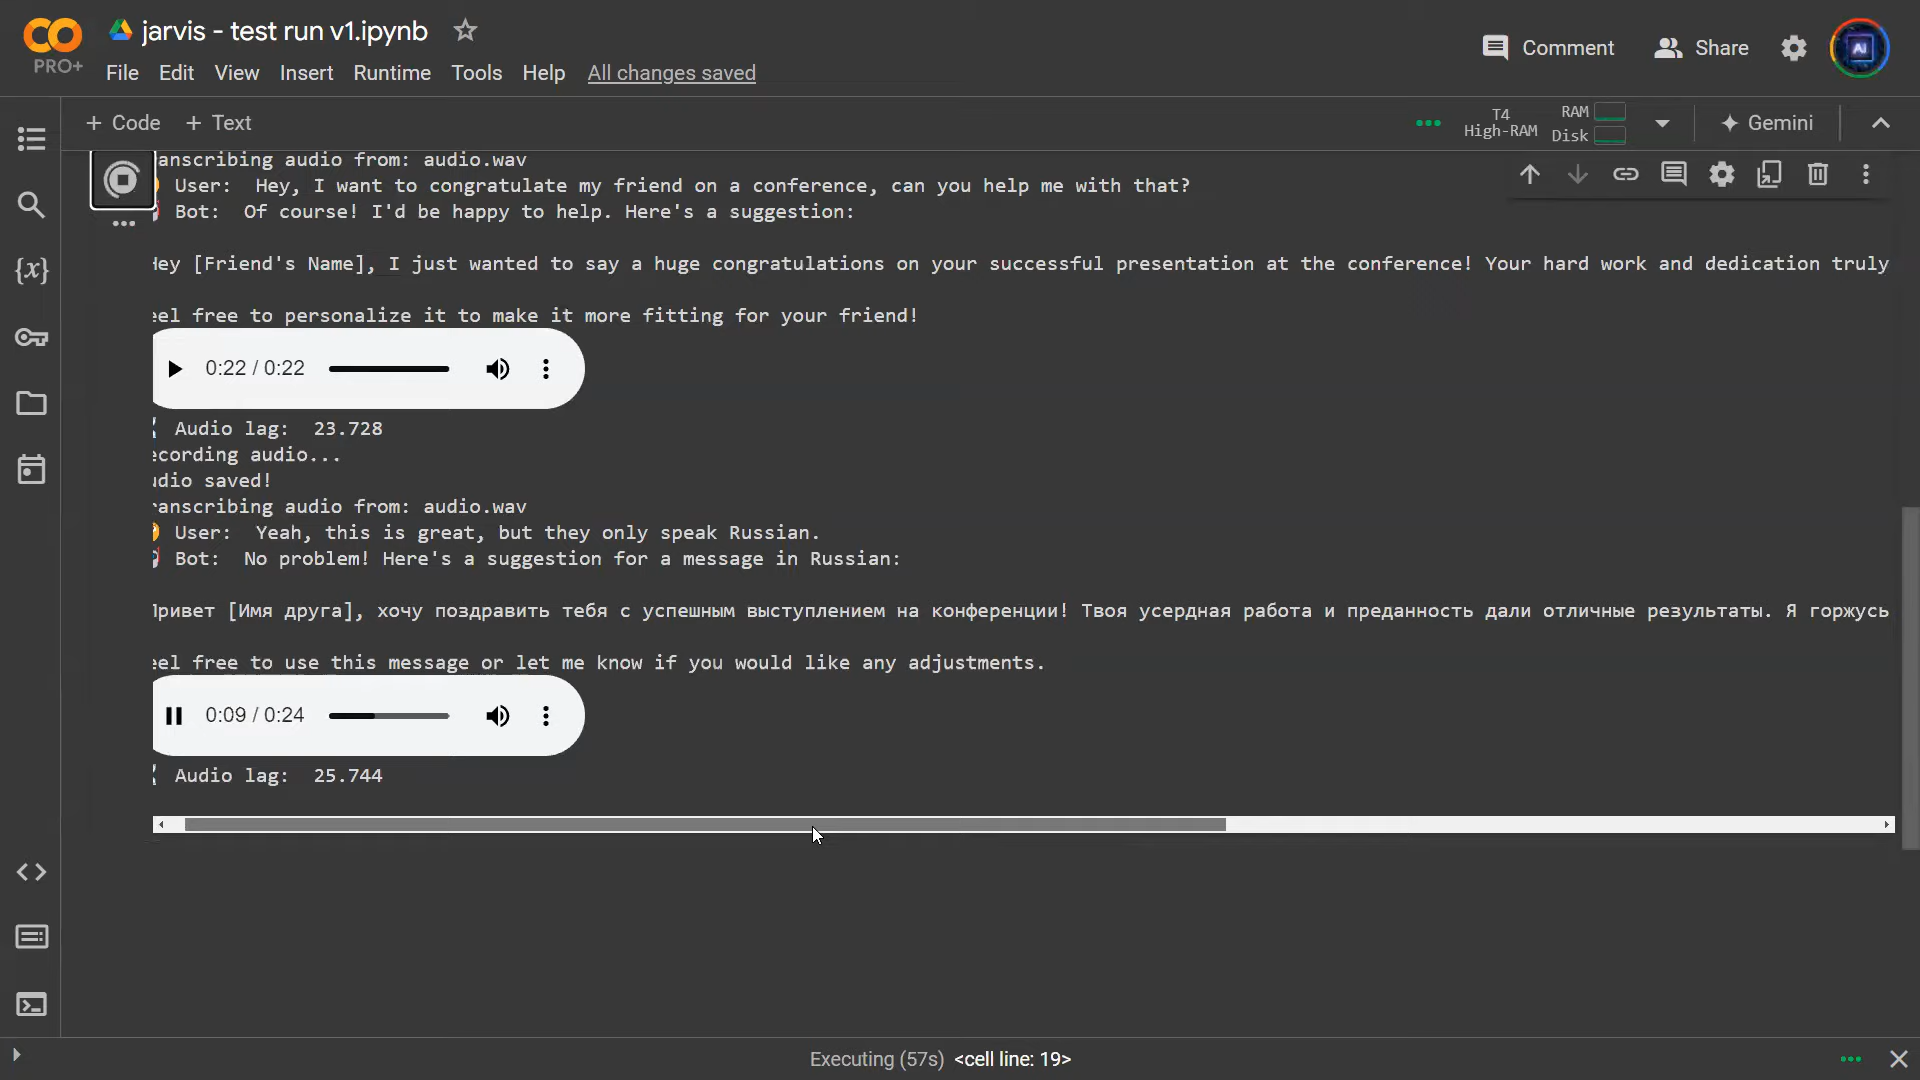 CO
PRO+
jarvis - test run v1.ipynb
File Edit View Insert Runtime Tools Help All changes saved
Comment
Share
AI
+ Code + Text
T4
High-RAM
RAM
Disk
Gemini
{x}
anscribing audio from: audio.wav
User: Hey, I want to congratulate my friend on a conference, can you help me with that?
Bot: Of course! I'd be happy to help. Here's a suggestion:
Hey [Friend's Name], I just wanted to say a huge congratulations on your successful presentation at the conference! Your hard work and dedication truly
eel free to personalize it to make it more fitting for your friend!
0:22 / 0:22
Audio lag: 23.728
ecording audio...
udio saved!
ranscribing audio from: audio.wav
User: Yeah, this is great, but they only speak Russian.
Bot: No problem! Here's a suggestion for a message in Russian:
Привет [Имя друга], хочу поздравить тебя с успешным выступлением на конференции! Твоя усердная работа и преданность дали отличные результаты. Я горжусь
eel free to use this message or let me know if you would like any adjustments.
0:09 / 0:24
Audio lag: 25.744
Executing (57s) <cell line: 19>